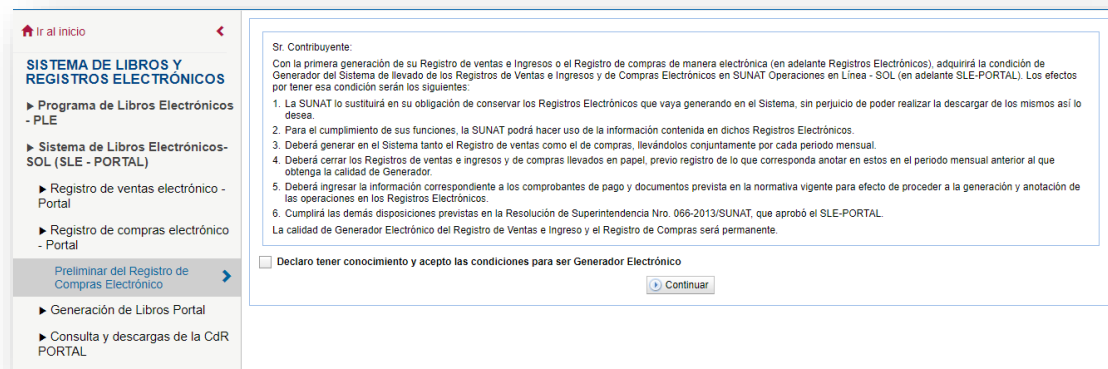 Ir al inicio
SISTEMA DE LIBROS Y
REGISTROS ELECTRÓNICOS
Programa de Libros Electrónicos
- PLE
Sistema de Libros Electrónicos-
SOL (SLE - PORTAL)
Registro de ventas electrónico -
Portal
Registro de compras electrónico
- Portal
Preliminar del Registro de
Compras Electrónico
Generación de Libros Portal
Consulta y descargas de la CdR
PORTAL
Sr. Contribuyente:
Con la primera generación de su Registro de ventas e Ingresos o el Registro de compras de manera electrónica (en adelante Registros Electrónicos), adquirirá la condición de
Generador del Sistema de llevado de los Registros de Ventas e Ingresos y de Compras Electrónicos en SUNAT Operaciones en Línea - SOL (en adelante SLE-PORTAL). Los efectos
por tener esa condición serán los siguientes:
1. La SUNAT lo sustituirá en su obligación de conservar los Registros Electrónicos que vaya generando en el Sistema, sin perjuicio de poder realizar la descarga de los mismos así lo
desea.
2. Para el cumplimiento de sus funciones, la SUNAT podrá hacer uso de la información contenida en dichos Registros Electrónicos.
3. Deberá generar en el Sistema tanto el Registro de ventas como el de compras, llevándolos conjuntamente por cada periodo mensual.
4. Deberá cerrar los Registros de ventas e ingresos y de compras llevados en papel, previo registro de lo que corresponda anotar en estos en el periodo mensual anterior al que
obtenga la calidad de Generador.
5. Deberá ingresar la información correspondiente a los comprobantes de pago y documentos prevista en la normativa vigente para efecto de proceder a la generación y anotación de
las operaciones en los Registros Electrónicos.
6. Cumplirá las demás disposiciones previstas en la Resolución de Superintendencia Nro. 066-2013/SUNAT, que aprobó el SLE-PORTAL.
La calidad de Generador Electrónico del Registro de Ventas e Ingreso y el Registro de Compras será permanente.
Declaro tener conocimiento y acepto las condiciones para ser Generador Electrónico
Continuar